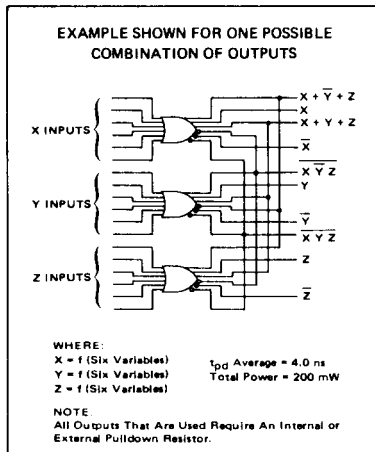 EXAMPLE SHOWN FOR ONE POSSIBLE
COMBINATION OF OUTPUTS
X + Y̅ + Z
X
X INPUTS
X + Y + Z
X̅
X̅ Y̅̅ Z̅
Y
Y INPUTS
Y̅
X̅ Y̅ Z̅
Z
Z INPUTS
Z̅
WHERE:
X = f (Six Variables)
Y = f (Six Variables)
Z = f (Six Variables)
tpd Average = 4.0 ns
Total Power = 200 mW
NOTE.
All Outputs That Are Used Require An Internal or
External Pulldown Resistor.